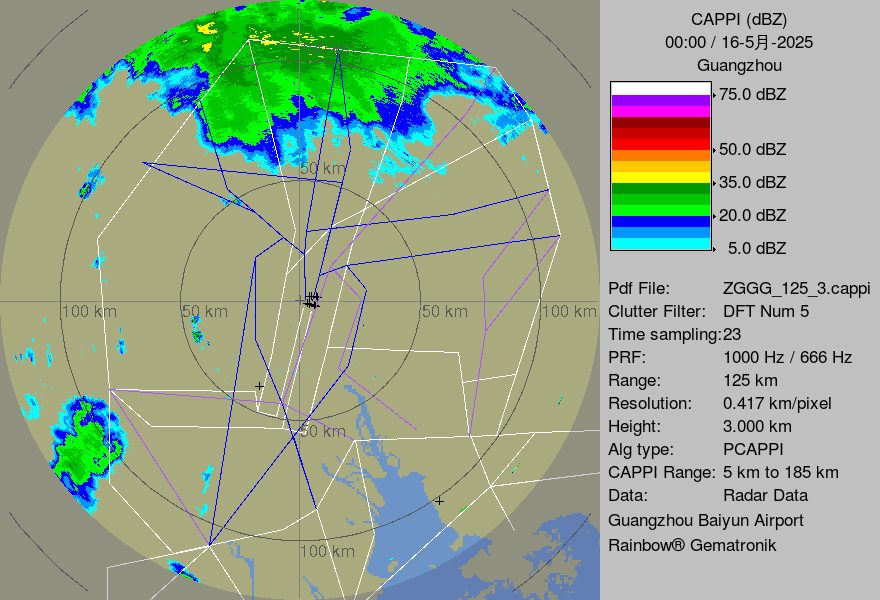 CAPPI (dBZ)
00:00 / 16-5月-2025
Guangzhou
75.0 dBZ
50.0 dBZ
35.0 dBZ
20.0 dBZ
5.0 dBZ
50 km
100 km
50 km
50 km
100 km
50 km
100 km
Pdf File: ZGGG_125_3.cappi
Clutter Filter: DFT Num 5
Time sampling:23
PRF: 1000 Hz / 666 Hz
Range: 125 km
Resolution: 0.417 km/pixel
Height: 3.000 km
Alg type: PCAPPI
CAPPI Range: 5 km to 185 km
Data: Radar Data
Guangzhou Baiyun Airport
Rainbow® Gematronik